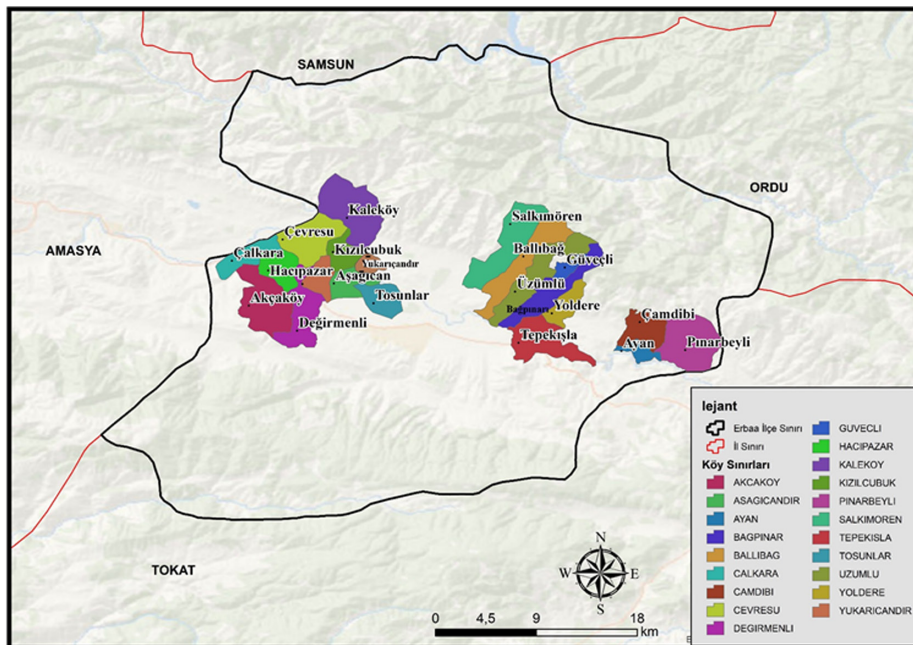 SAMSUN
ORDU
AMASYA
TOKAT
Kaleköy
Çevresu
Kızılcubuk
Çalkara
Yukarıçandır
Hacıpazar
Aşağıcan
Akçaköy
Tosunlar
Değirmenli
Salkımören
Ballıbağ
Güveçli
Üzümlü
Bağpınarı
Yoldere
Tepekışla
Çamdibi
Ayan
Pınarbeyli
lejant
Erbaa İlçe Sınırı
İl Sınırı
Köy Sınırları
AKCAKOY
ASAGICANDIR
AYAN
BAGPINAR
BALLIBAG
CALKARA
CAMDIBI
CEVRESU
DEGIRMENLI
GUVECLI
HACIPAZAR
KALEKOY
KIZILCUBUK
PINARBEYLI
SALKIMOREN
TEPEKISLA
TOSUNLAR
UZUMLU
YOLDERE
YUKARICANDIR
N
W E
S
0 4,5 9 18
km